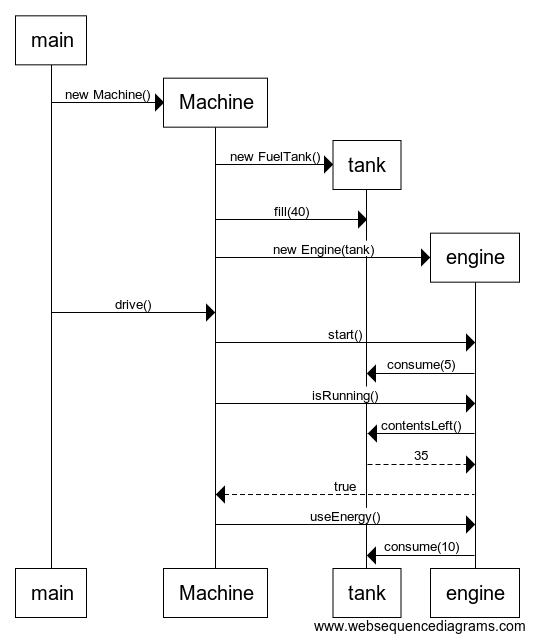 main
new Machine()
Machine
new FuelTank()
tank
fill(40)
new Engine(tank)
engine
drive()
start()
consume(5)
isRunning()
contentsLeft()
35
true
useEnergy()
consume(10)
main
Machine
tank
engine
www.websequencediagrams.com